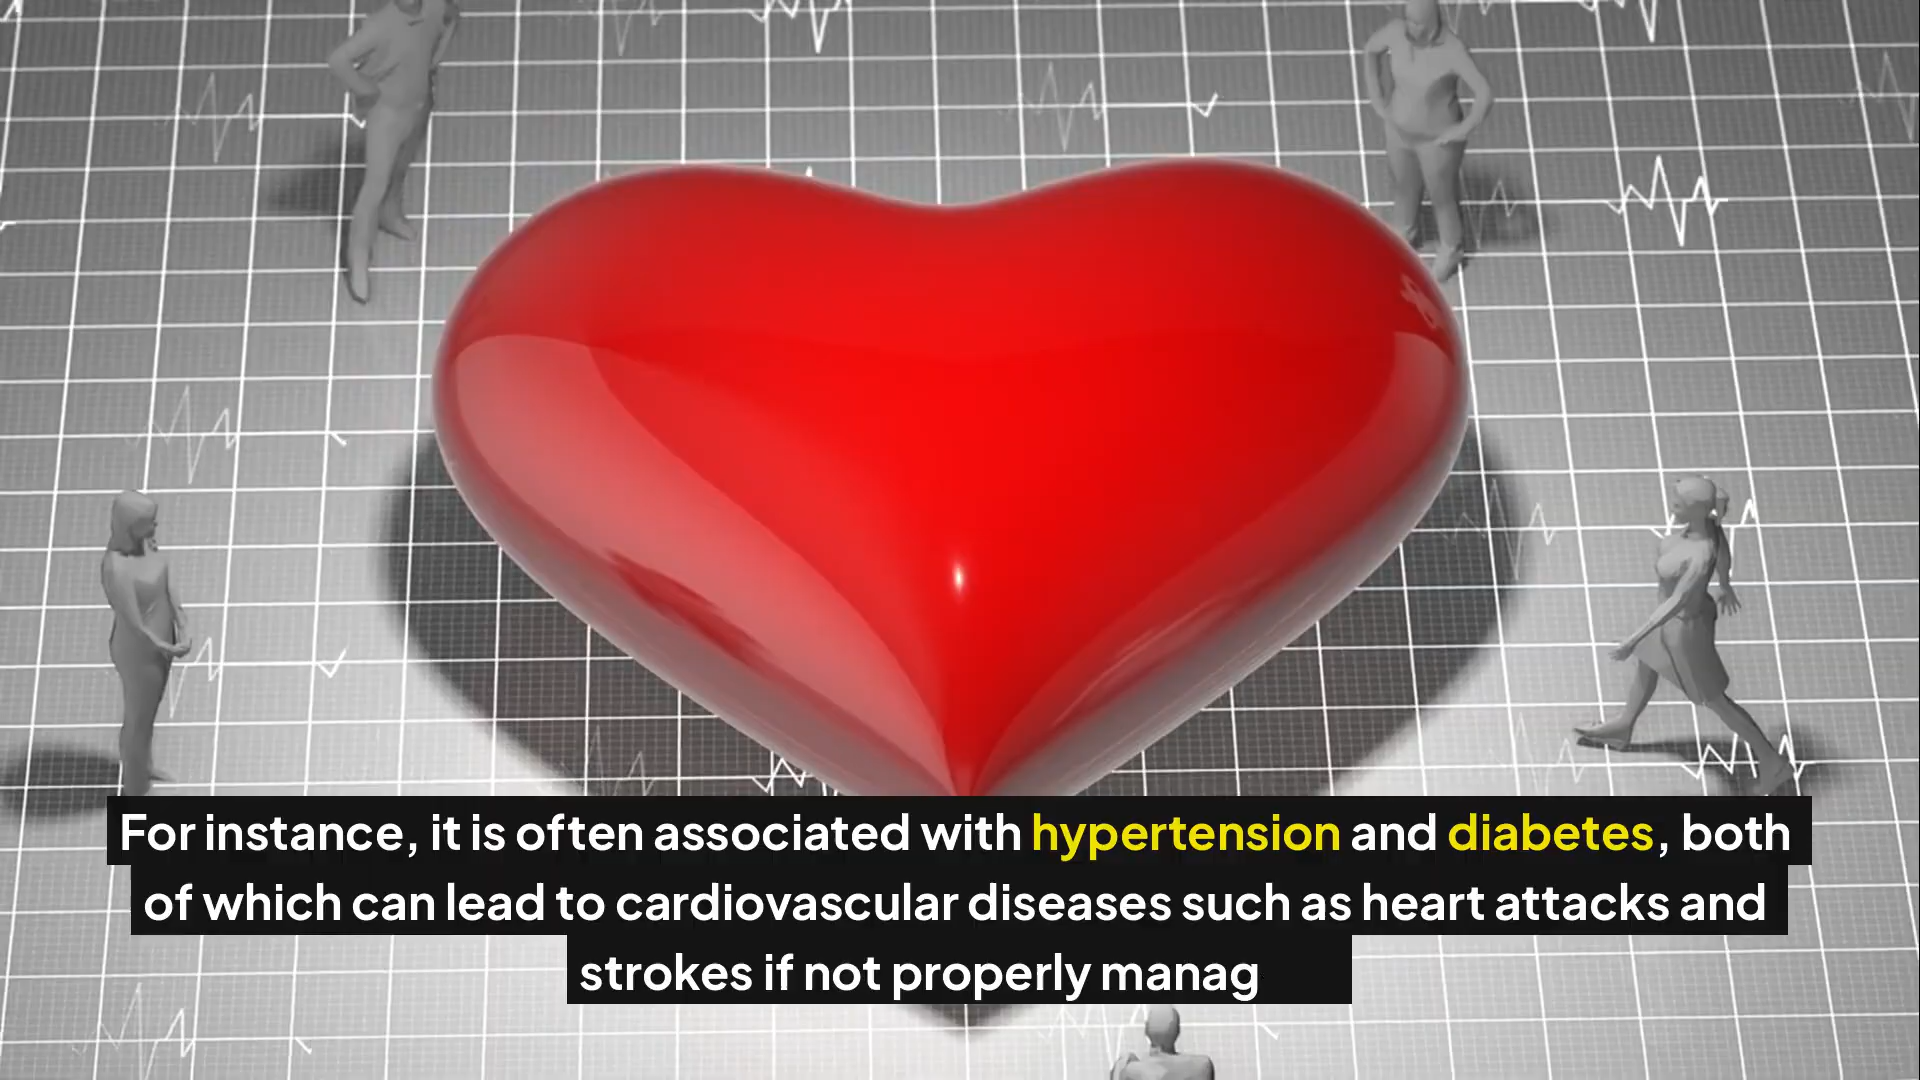 For instance, it is often associated with hypertension and diabetes, both
of which can lead to cardiovascular diseases such as heart attacks and
strokes if not properly manag